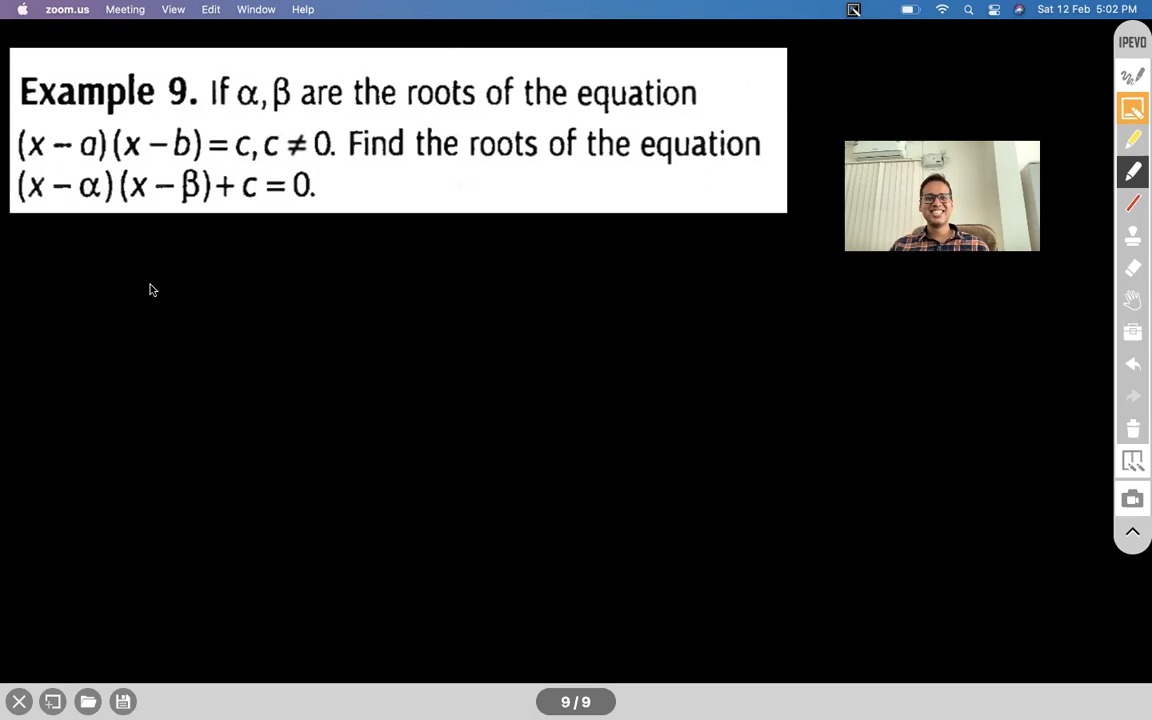 zoom.us Meeting View Edit Window Help Sat 12 Feb 5:02 PM
IPEVO
Example 9. If α, β are the roots of the equation
(x – a)(x – b) = c, c ≠ 0. Find the roots of the equation
(x – α)(x – β) + c = 0.
9 / 9